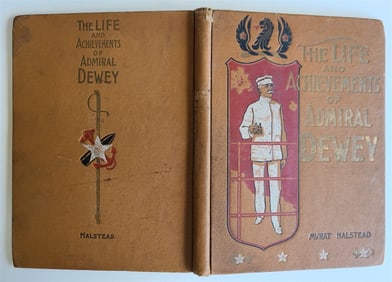 THE LIFE
AND
ACHIEVEMENTS
OF
ADMIRAL
DEWEY
HALSTEAD
THE LIFE
AND
ACHIEVEMENTS
OF
ADMIRAL
DEWEY
MURAT HALSTEAD